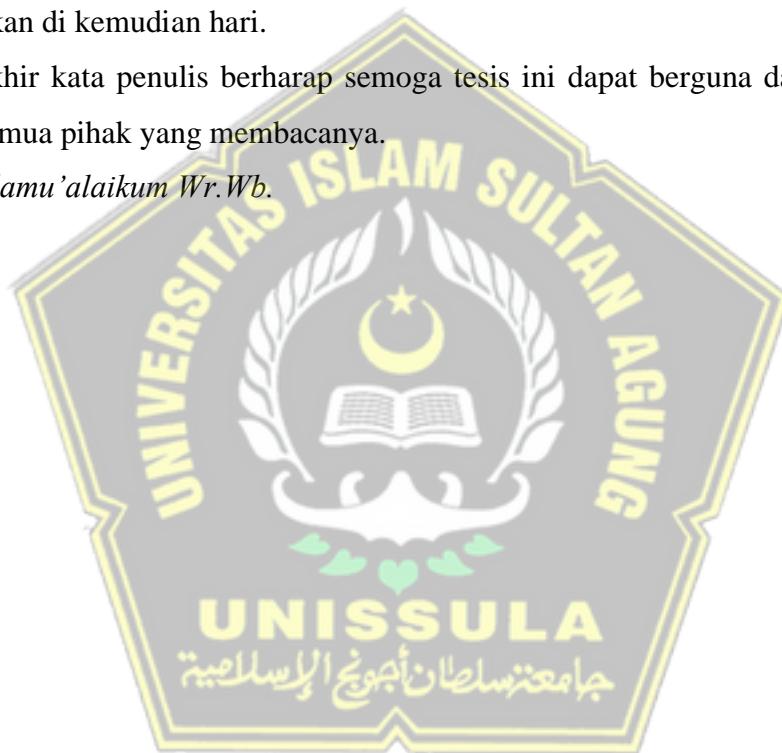 kan di kemudian hari.
khir kata penulis berharap semoga tesis ini dapat berguna da
mua pihak yang membacanya.
lamu’alaikum Wr.Wb.
UNIVERSITAS ISLAM SULTAN AGUNG
UNISSULA
جامعة سلطان أجونج الإسلامية